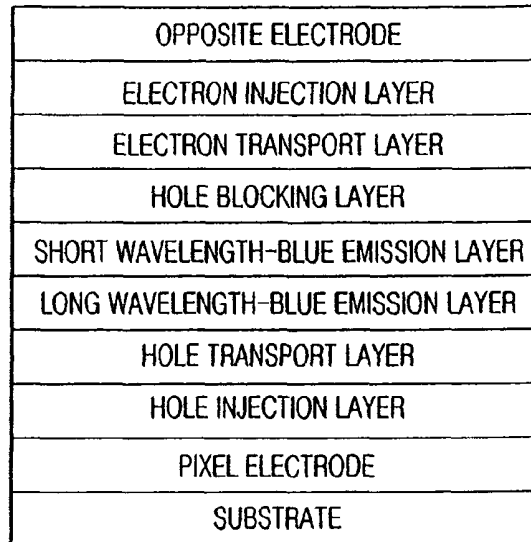 OPPOSITE ELECTRODE
ELECTRON INJECTION LAYER
ELECTRON TRANSPORT LAYER
HOLE BLOCKING LAYER
SHORT WAVELENGTH-BLUE EMISSION LAYER
LONG WAVELENGTH-BLUE EMISSION LAYER
HOLE TRANSPORT LAYER
HOLE INJECTION LAYER
PIXEL ELECTRODE
SUBSTRATE